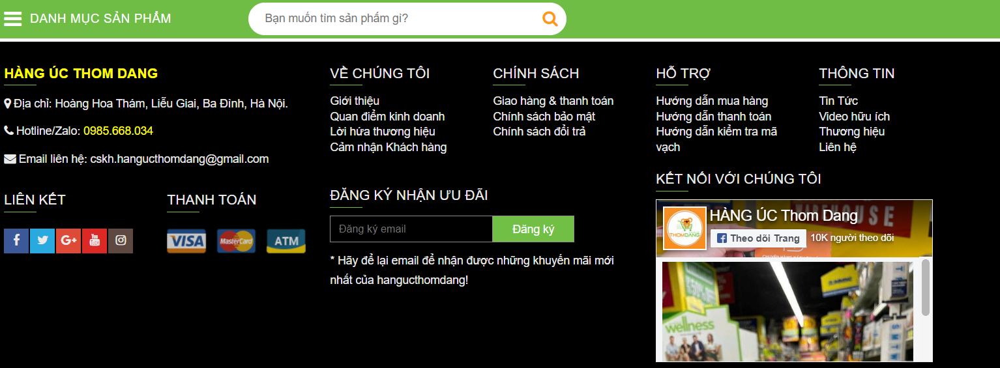 DANH MỤC SẢN PHẨM
Bạn muốn tìm sản phẩm gì?
HÀNG ÚC THOM DANG
Địa chỉ: Hoàng Hoa Thám, Liễu Giai, Ba Đình, Hà Nội.
Hotline/Zalo: 0985.668.034
Email liên hệ: cskh.hangucthomdang@gmail.com
LIÊN KẾT
THANH TOÁN
VISA
MasterCard
ATM
VỀ CHÚNG TÔI
Giới thiệu
Quan điểm kinh doanh
Lời hứa thương hiệu
Cảm nhận Khách hàng
CHÍNH SÁCH
Giao hàng & thanh toán
Chính sách bảo mật
Chính sách đổi trả
ĐĂNG KÝ NHẬN ƯU ĐÃI
Đăng ký email
Đăng ký
* Hãy để lại email để nhận được những khuyến mãi mới
nhất của hangucthomdang!
HỖ TRỢ
Hướng dẫn mua hàng
Hướng dẫn thanh toán
Hướng dẫn kiểm tra mã
vạch
THÔNG TIN
Tin Tức
Video hữu ích
Thương hiệu
Liên hệ
KẾT NỐI VỚI CHÚNG TÔI
WAREHOUSE
THOMDANG
HÀNG ÚC Thom Dang
Theo dõi Trang
10K người theo dõi
wellness